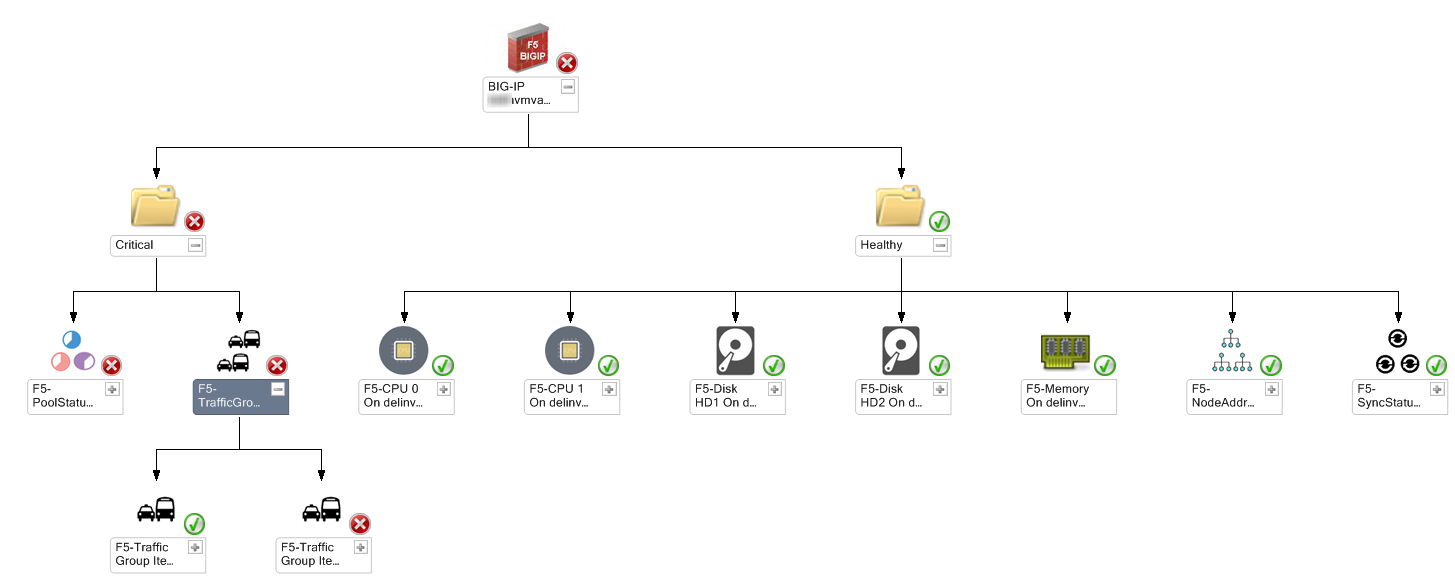 F5
BIGIP
BIG-IP
Critical
Healthy
F5-
PoolStatu...
F5-
TrafficGro...
F5-CPU 0
On delinv...
F5-CPU 1
On delinv...
F5-Disk
HD1 On d...
F5-Disk
HD2 On d...
F5-Memory
On delinv...
F5-
NodeAddr...
F5-
SyncStatu...
F5-Traffic
Group Ite...
F5-Traffic
Group Ite...